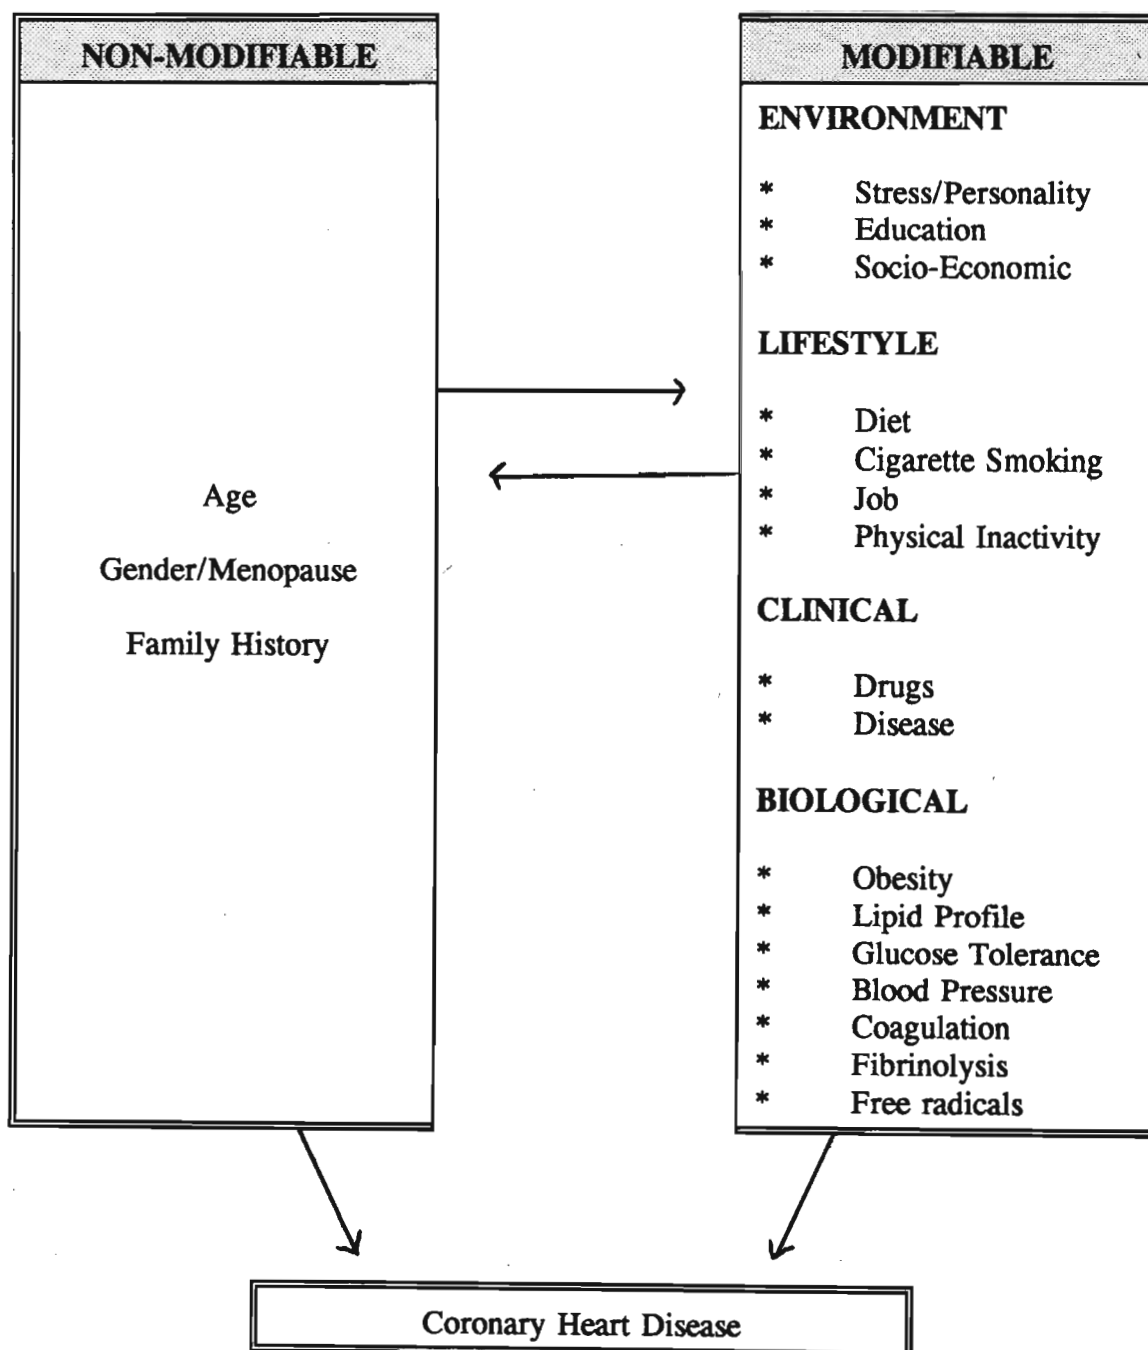 NON-MODIFIABLE
Age
Gender/Menopause
Family History
MODIFIABLE
ENVIRONMENT
* Stress/Personality
* Education
* Socio-Economic
LIFESTYLE
* Diet
* Cigarette Smoking
* Job
* Physical Inactivity
CLINICAL
* Drugs
* Disease
BIOLOGICAL
* Obesity
* Lipid Profile
* Glucose Tolerance
* Blood Pressure
* Coagulation
* Fibrinolysis
* Free radicals
Coronary Heart Disease